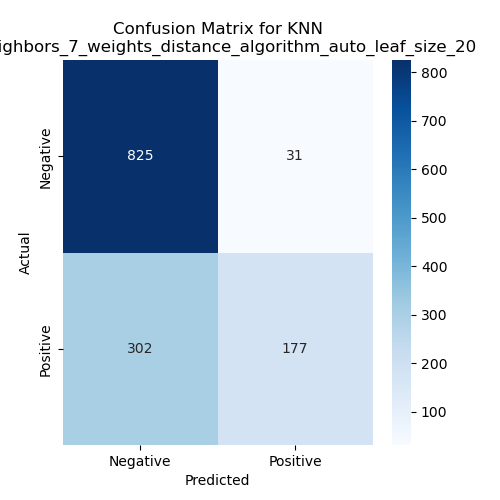 Confusion Matrix for KNN
ighbors_7_weights_distance_algorithm_auto_leaf_size_20
Actual
Negative
825
31
Positive
302
177
Negative
Positive
Predicted
800
700
600
500
400
300
200
100